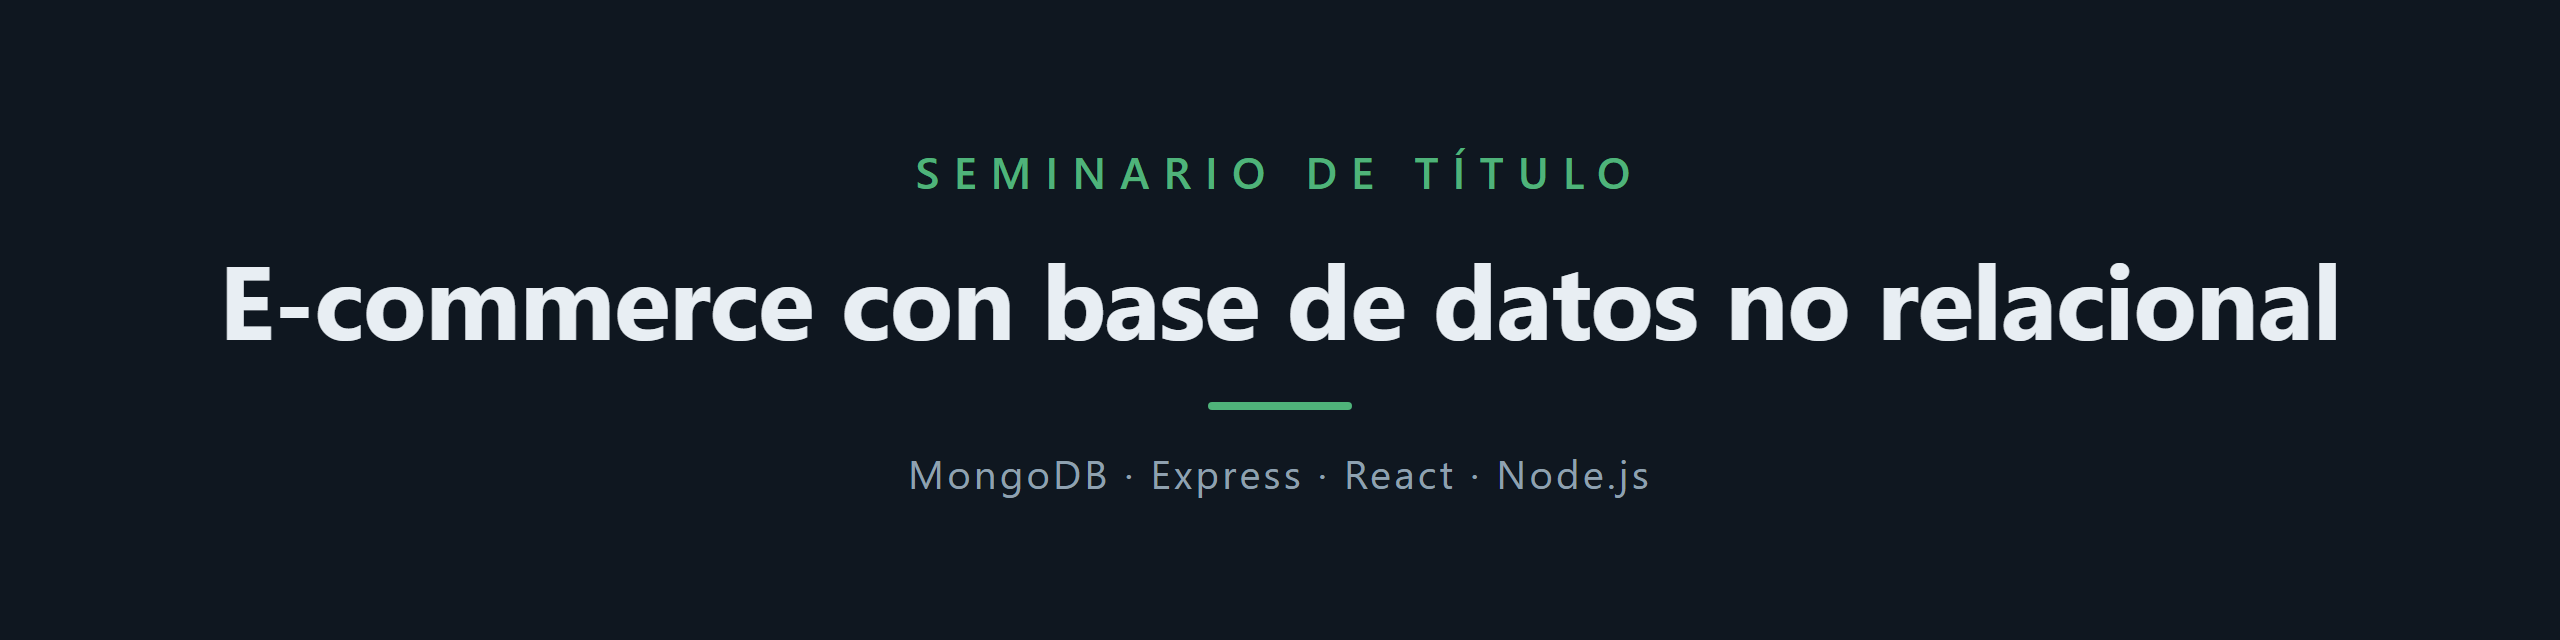 SEMINARIO DE TÍTULO
E-commerce con base de datos no relacional
MongoDB · Express · React · Node.js